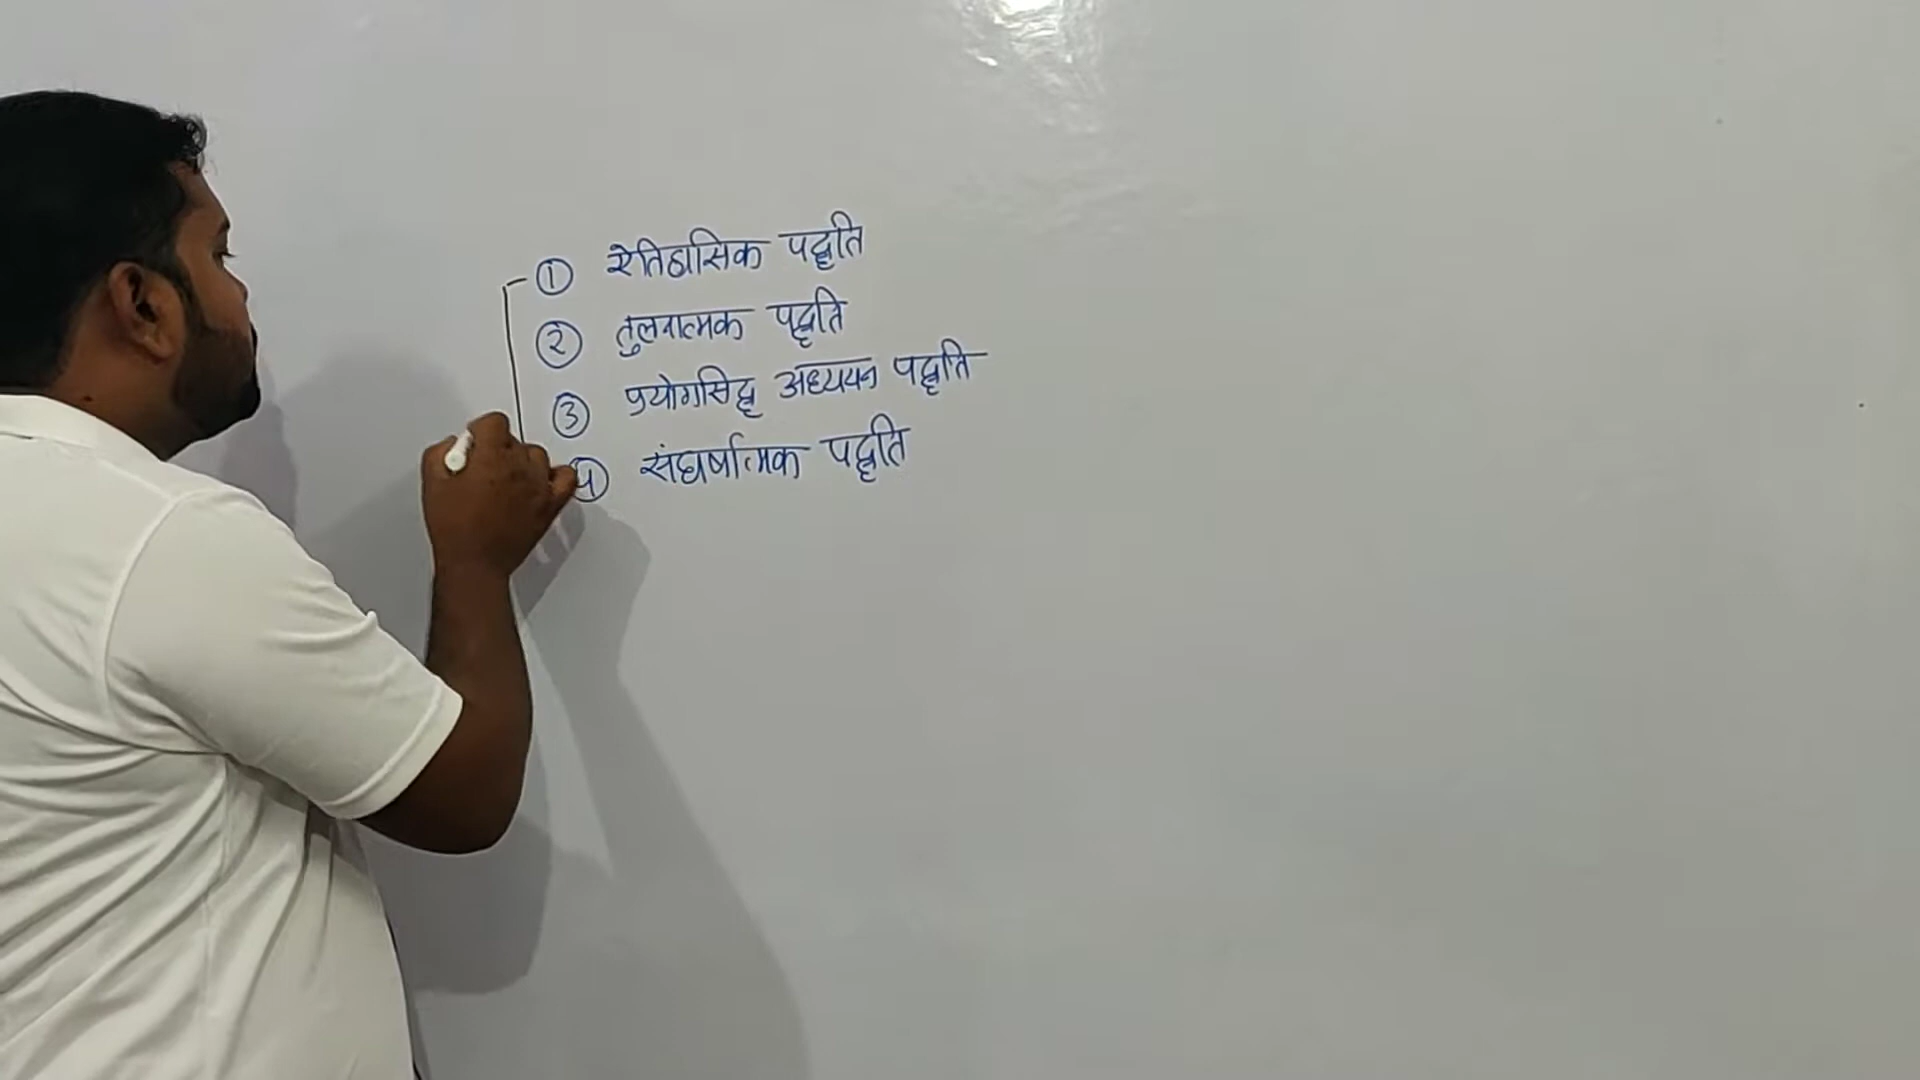 ① ऐतिहासिक पद्धति
② तुलनात्मक पद्धति
③ प्रयोगसिद्ध अध्ययन पद्धति
④ संघर्षात्मक पद्धति